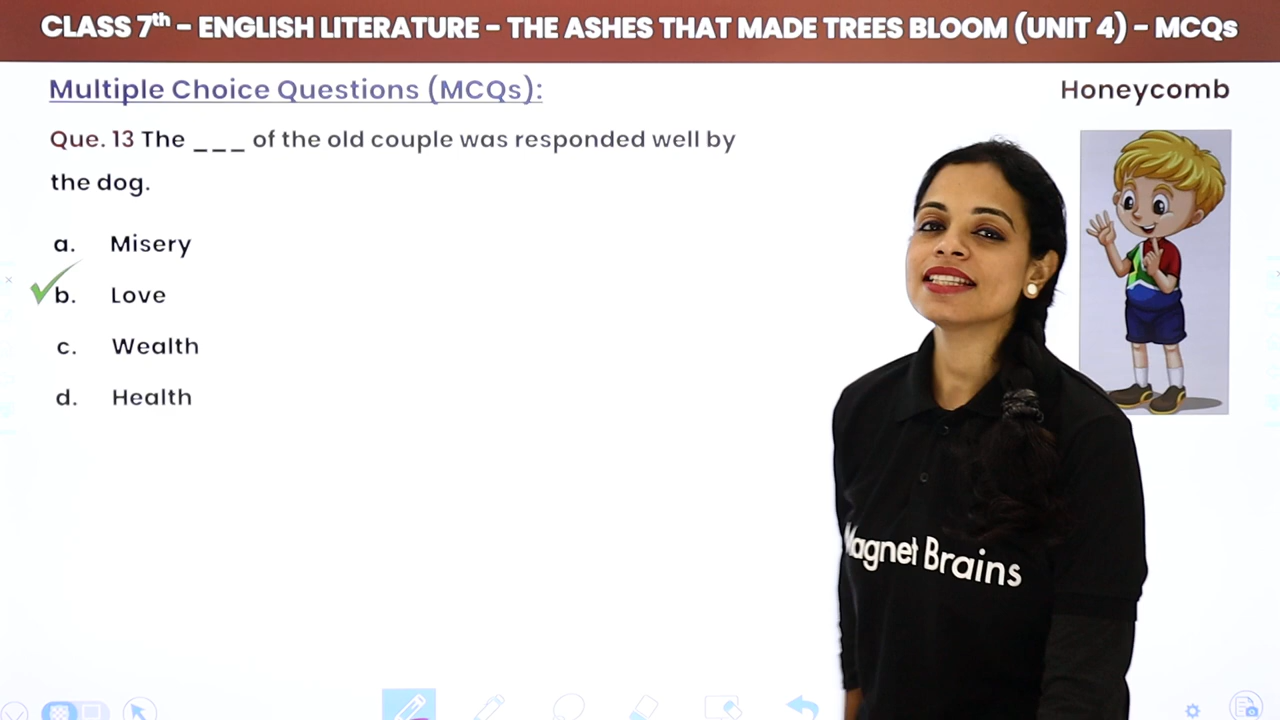 CLASS 7th - ENGLISH LITERATURE - THE ASHES THAT MADE TREES BLOOM (UNIT 4) - MCQs
Multiple Choice Questions (MCQs):
Honeycomb
Que. 13 The ___ of the old couple was responded well by
the dog.
a. Misery
b. Love
c. Wealth
d. Health
Magnet Brains